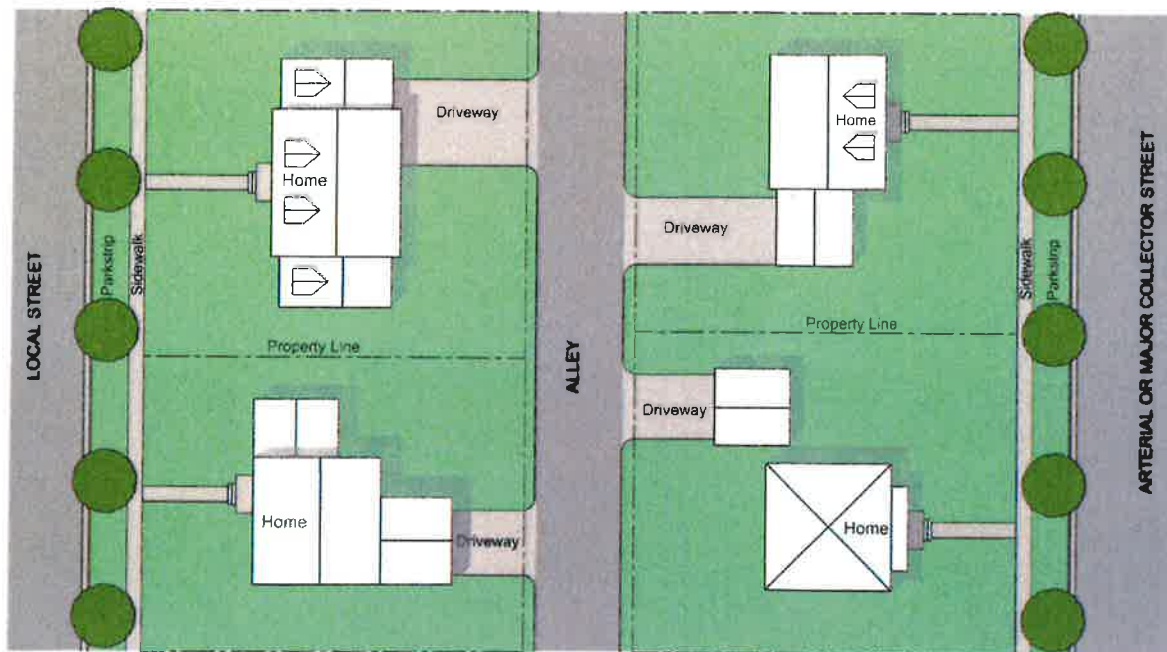 LOCAL STREET
Parkstrip
Sidewalk
Home
Driveway
Property Line
Home
Driveway
ALLEY
Driveway
Home
Property Line
Driveway
Home
Sidewalk
Parkstrip
ARTERIAL OR MAJOR COLLECTOR STREET